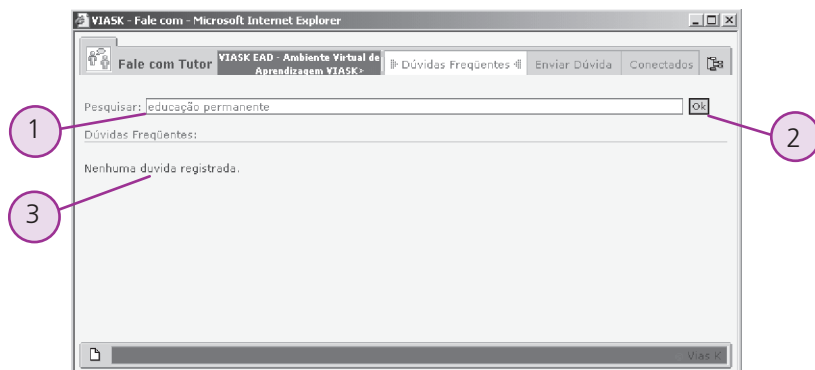 VIASK - Fale com - Microsoft Internet Explorer
Fale com Tutor
VIASK EAD - Ambiente Virtual de
Aprendizagem VIASK>
Dúvidas Freqüentes
Enviar Dúvida
Conectados
Pesquisar: educação permanente Ok
1
2
Dúvidas Freqüentes:
Nenhuma duvida registrada.
3
Vias K